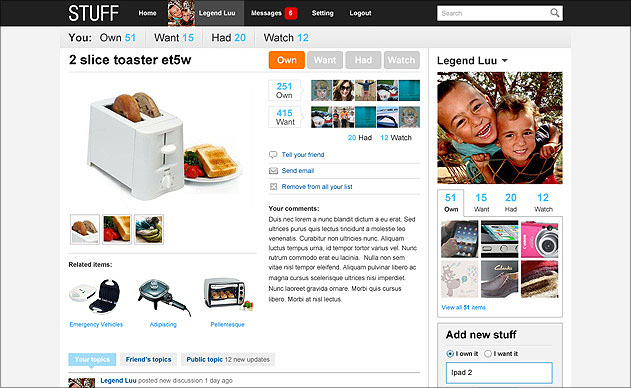 STUFF Home Legend Luu Messages 6 Setting Logout Search
You: Own 51 Want 15 Had 20 Watch 12
2 slice toaster et5w
Own Want Had Watch
251 Own
415 Want
20 Had 12 Watch
Tell your friend
Send email
Remove from all your list
Your comments:
Duis nec lorem a nunc blandit dictum a eu erat. Sed
ultrices purus quis lectus tincidunt a molestie leo
venenatis. Curabitur non ultricies nunc. Aliquam
luctus tempus urna, id tempor tortor varius vel. Nunc
rutrum commodo erat eu lacinia. Nulla non sem
vitae nisl tempor eleifend. Aliquam pulvinar libero ac
magna cursus scelerisque ultrices nisi imperdiet.
Nunc laoreet gravida ornare. Morbi quis cursus
libero. Morbi at nisl lectus.
Related items:
Emergency Vehicles Adipiscing Pellentesque
Your topics Friend's topics Public topic 12 new updates
Legend Luu posted new discussion 1 day ago
Legend Luu
51 Own 15 Want 20 Had 12 Watch
Clarks
View all 51 items
Add new stuff
I own it I want it
Ipad 2